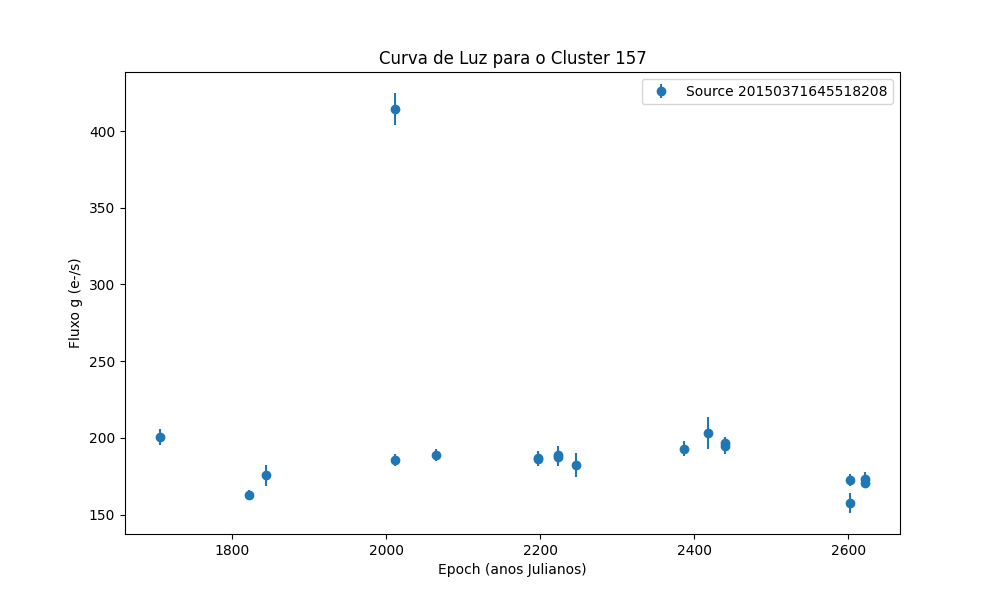 Curva de Luz para o Cluster 157
Source 20150371645518208
400
350
300
250
200
150
Fluxo g (e-/s)
1800 2000 2200 2400 2600
Epoch (anos Julianos)